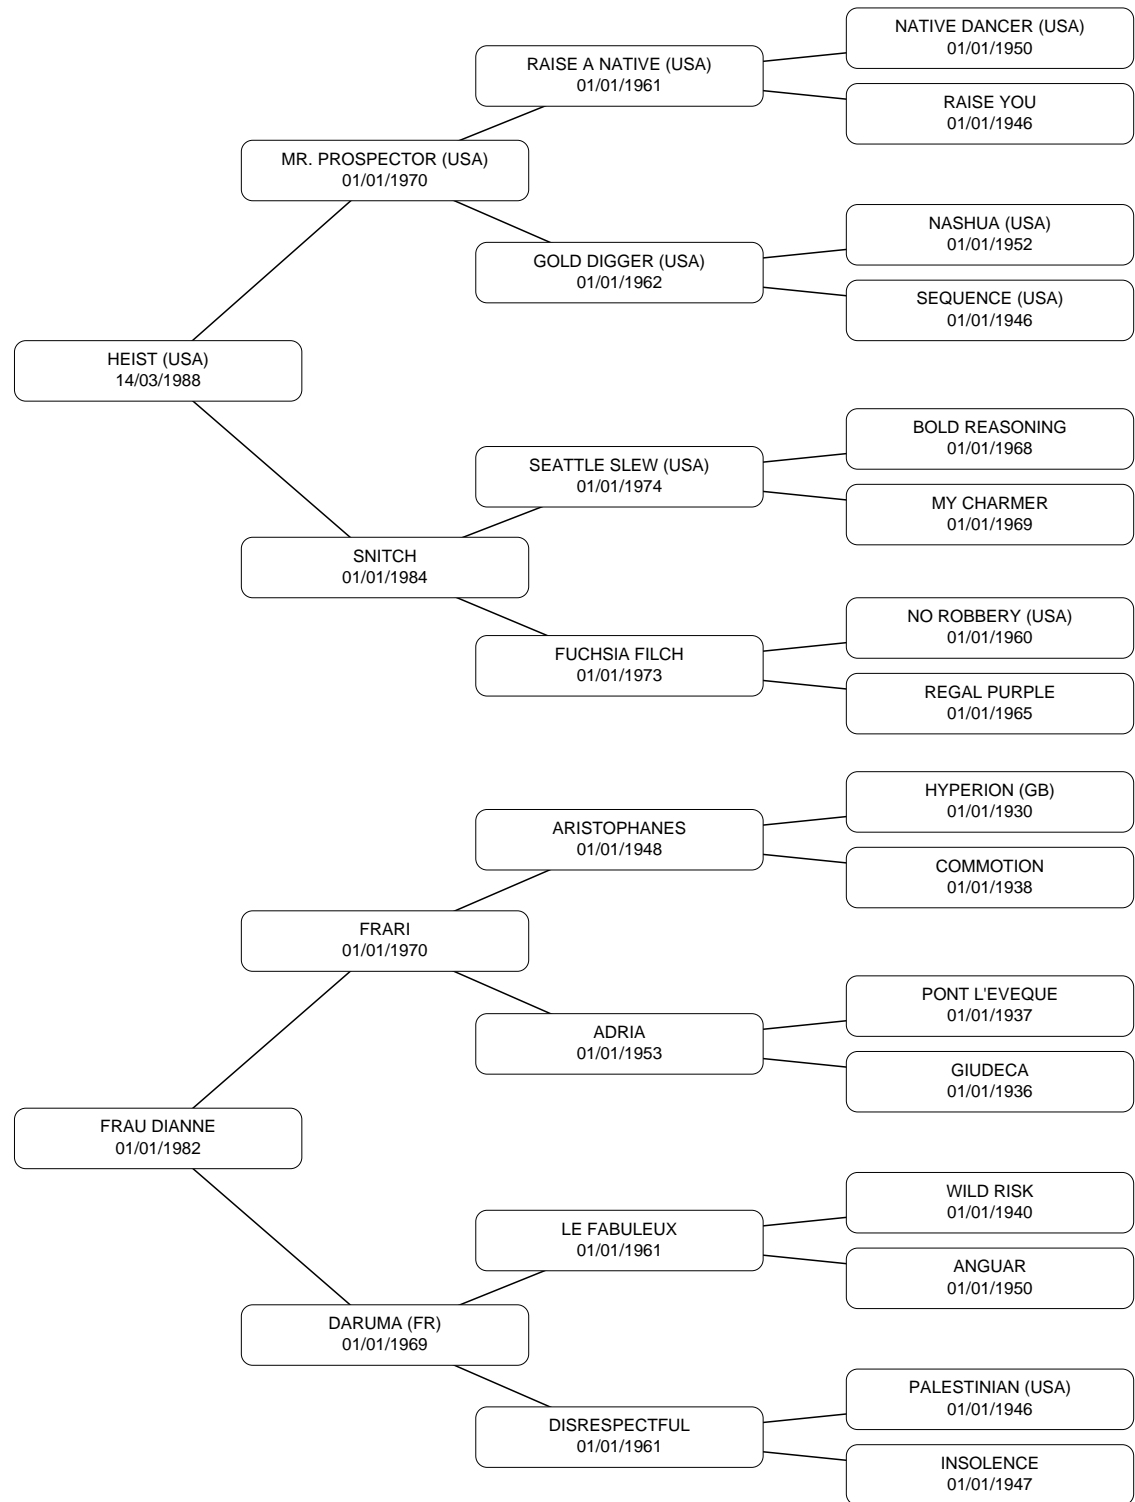 NATIVE DANCER (USA)
01/01/1950
RAISE A NATIVE (USA)
01/01/1961
RAISE YOU
01/01/1946
MR. PROSPECTOR (USA)
01/01/1970
NASHUA (USA)
01/01/1952
GOLD DIGGER (USA)
01/01/1962
SEQUENCE (USA)
01/01/1946
HEIST (USA)
14/03/1988
BOLD REASONING
01/01/1968
SEATTLE SLEW (USA)
01/01/1974
MY CHARMER
01/01/1969
SNITCH
01/01/1984
NO ROBBERY (USA)
01/01/1960
FUCHSIA FILCH
01/01/1973
REGAL PURPLE
01/01/1965
HYPERION (GB)
01/01/1930
ARISTOPHANES
01/01/1948
COMMOTION
01/01/1938
FRARI
01/01/1970
PONT L'EVEQUE
01/01/1937
ADRIA
01/01/1953
GIUDECA
01/01/1936
FRAU DIANNE
01/01/1982
WILD RISK
01/01/1940
LE FABULEUX
01/01/1961
ANGUAR
01/01/1950
DARUMA (FR)
01/01/1969
PALESTINIAN (USA)
01/01/1946
DISRESPECTFUL
01/01/1961
INSOLENCE
01/01/1947